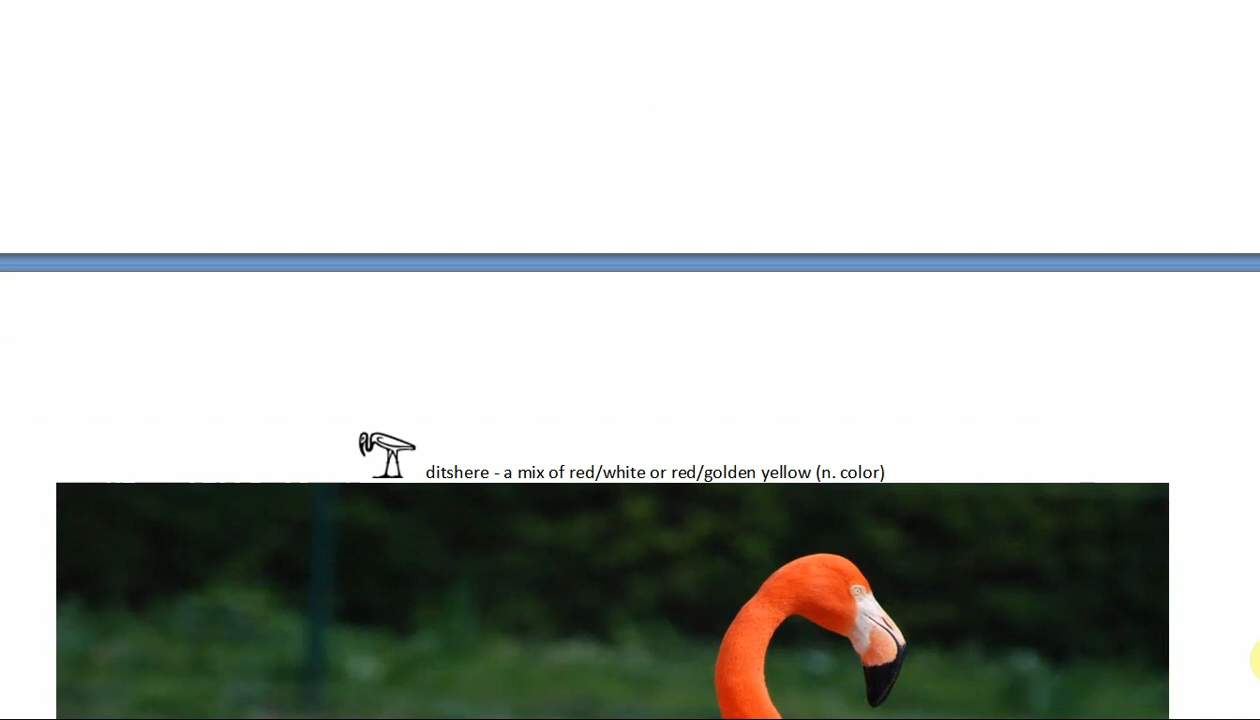 ditshere - a mix of red/white or red/golden yellow (n. color)